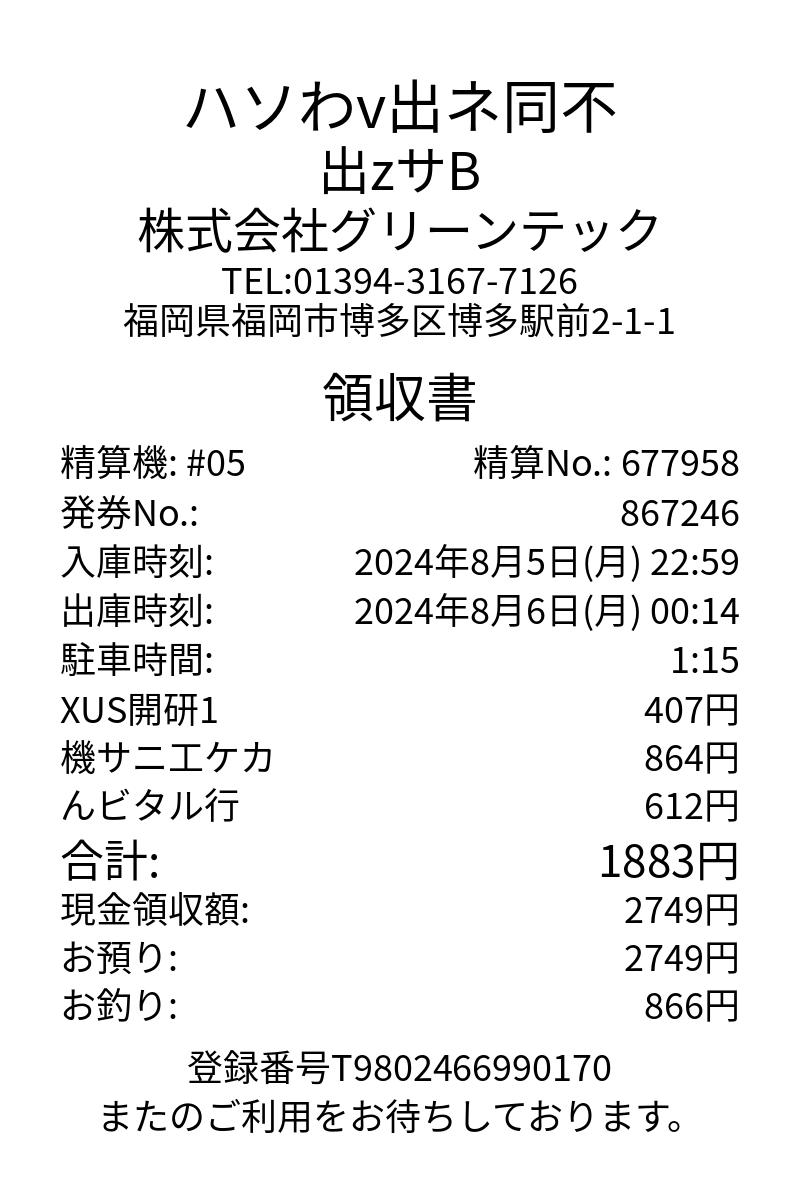 ハソわv出ネ同不
出zサB
株式会社グリーンテック
TEL:01394-3167-7126
福岡県福岡市博多区博多駅前2-1-1
領収書
精算機: #05 精算No.: 677958
発券No.: 867246
入庫時刻: 2024年8月5日(月) 22:59
出庫時刻: 2024年8月6日(月) 00:14
駐車時間: 1:15
XUS開研1 407円
機サニ工ケカ 864円
んビタル行 612円
合計: 1883円
現金領収額: 2749円
お預り: 2749円
お釣り: 866円
登録番号T9802466990170
またのご利用をお待ちしております。